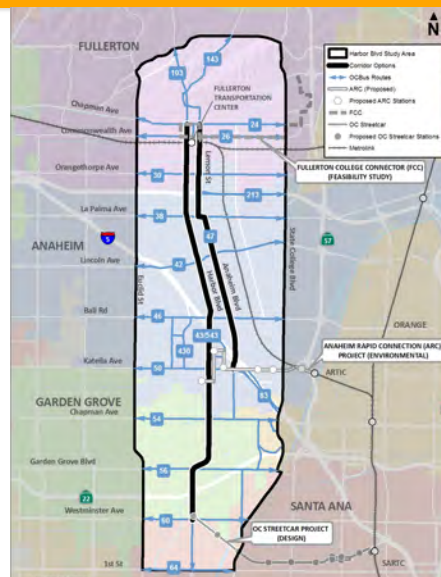 N
FULLERTON
Harbor Blvd Study Area
Corridor Options
OCBus Routes
ARC (Proposed)
Proposed ARC Stations
FCC
OC Streetcar
Proposed OC Streetcar Stations
Metrolink
143
103
FULLERTON
TRANSPORTATION
CENTER
Chapman Ave
24
Commonwealth Ave
26
Lemon St
FULLERTON COLLEGE CONNECTOR (FCC)
(FEASIBILITY STUDY)
Orangethorpe Ave
30
213
La Palma Ave
38
57
ANAHEIM
5
47
State College Blvd
Lincoln Ave
42
Euclid St
Harbor Blvd
Anaheim Blvd
Ball Rd
46
ORANGE
43/543
430
ANAHEIM RAPID CONNECTION (ARC)
PROJECT (ENVIRONMENTAL)
Katella Ave
50
ARTIC
83
GARDEN GROVE
Chapman Ave
54
Garden Grove Blvd
56
22
SANTA ANA
Westminster Ave
60
OC STREETCAR PROJECT
(DESIGN)
SARTC
1st St
64